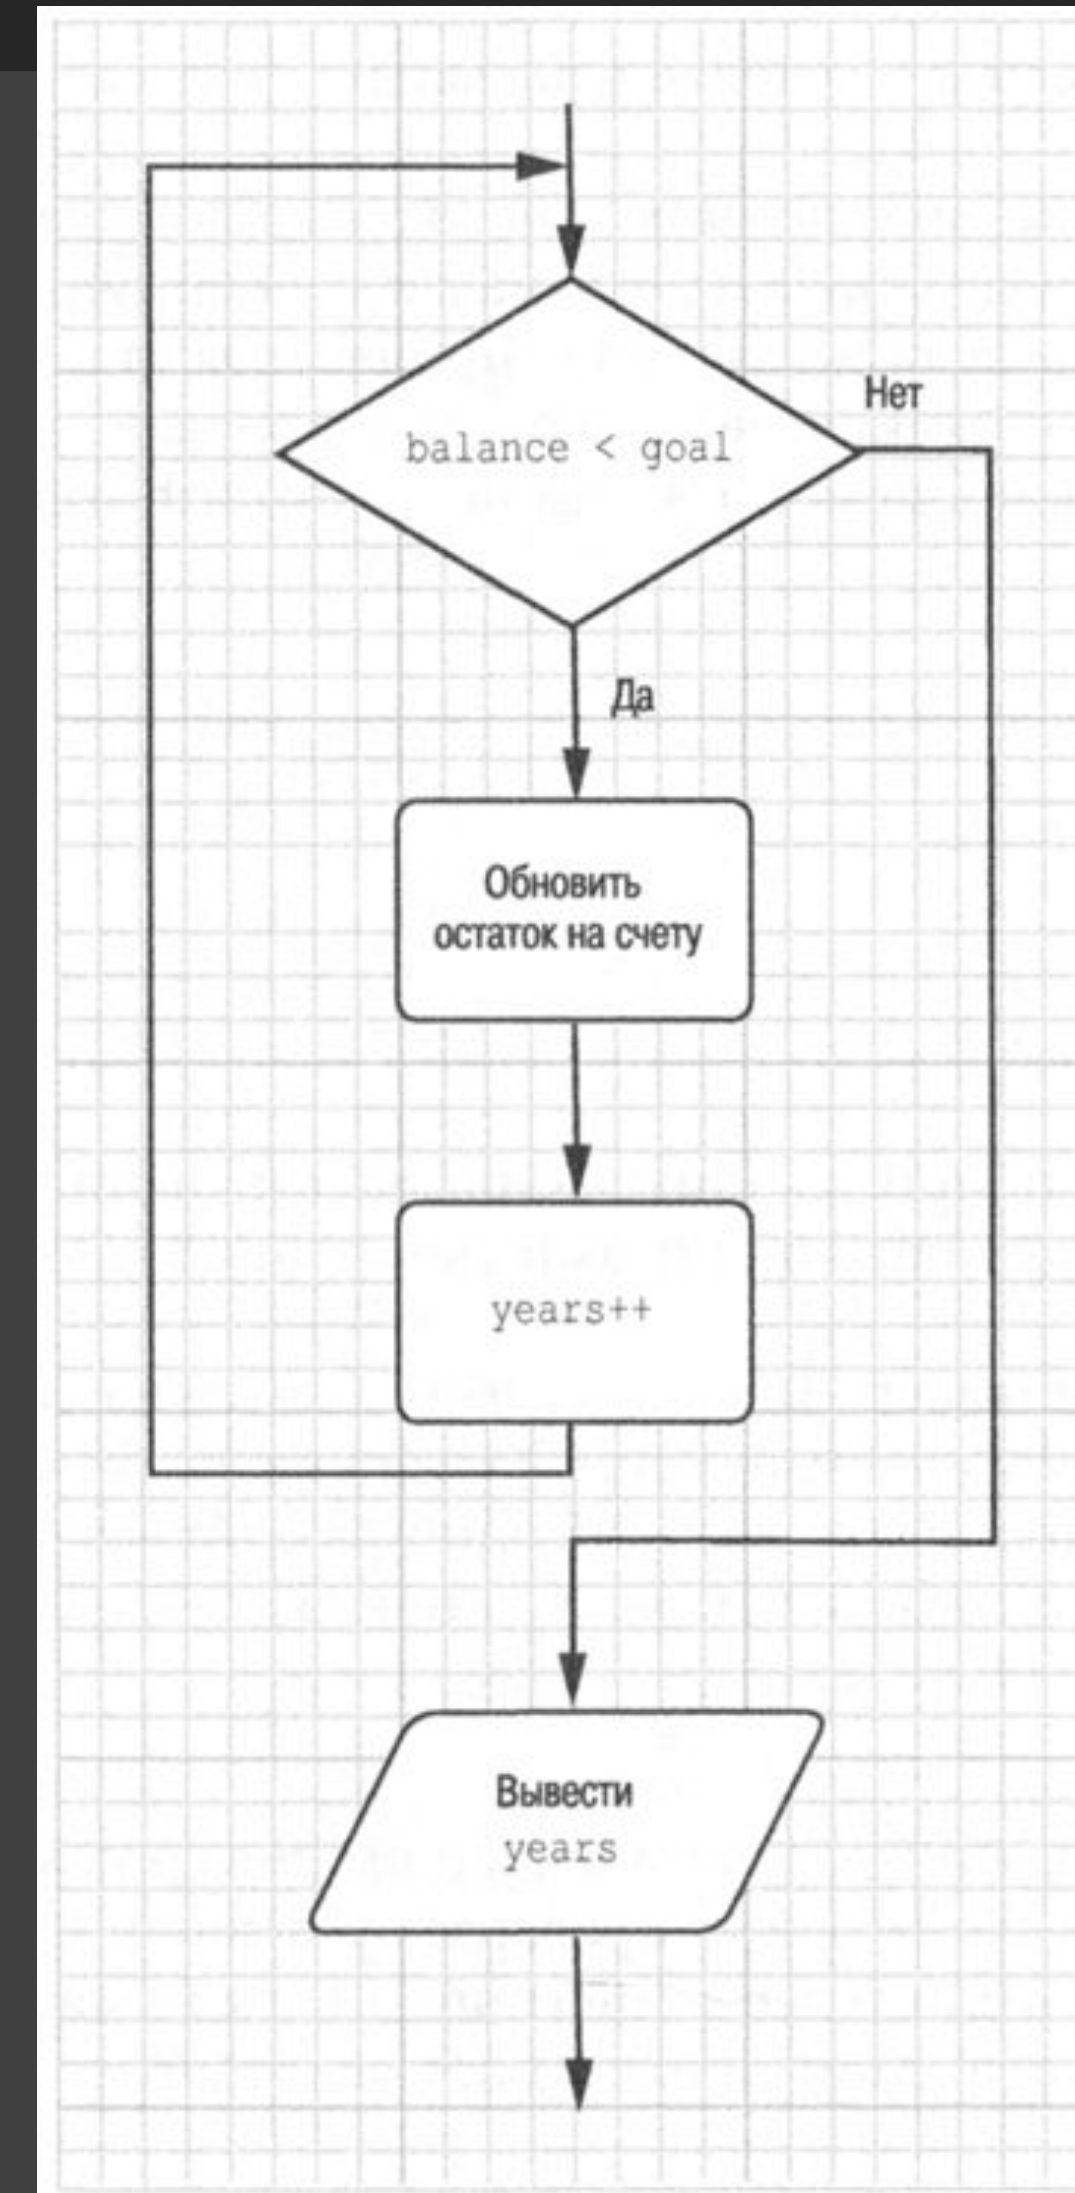 balance < goal
Нет
Да
Обновить
остаток на счету
years++
Вывести
years